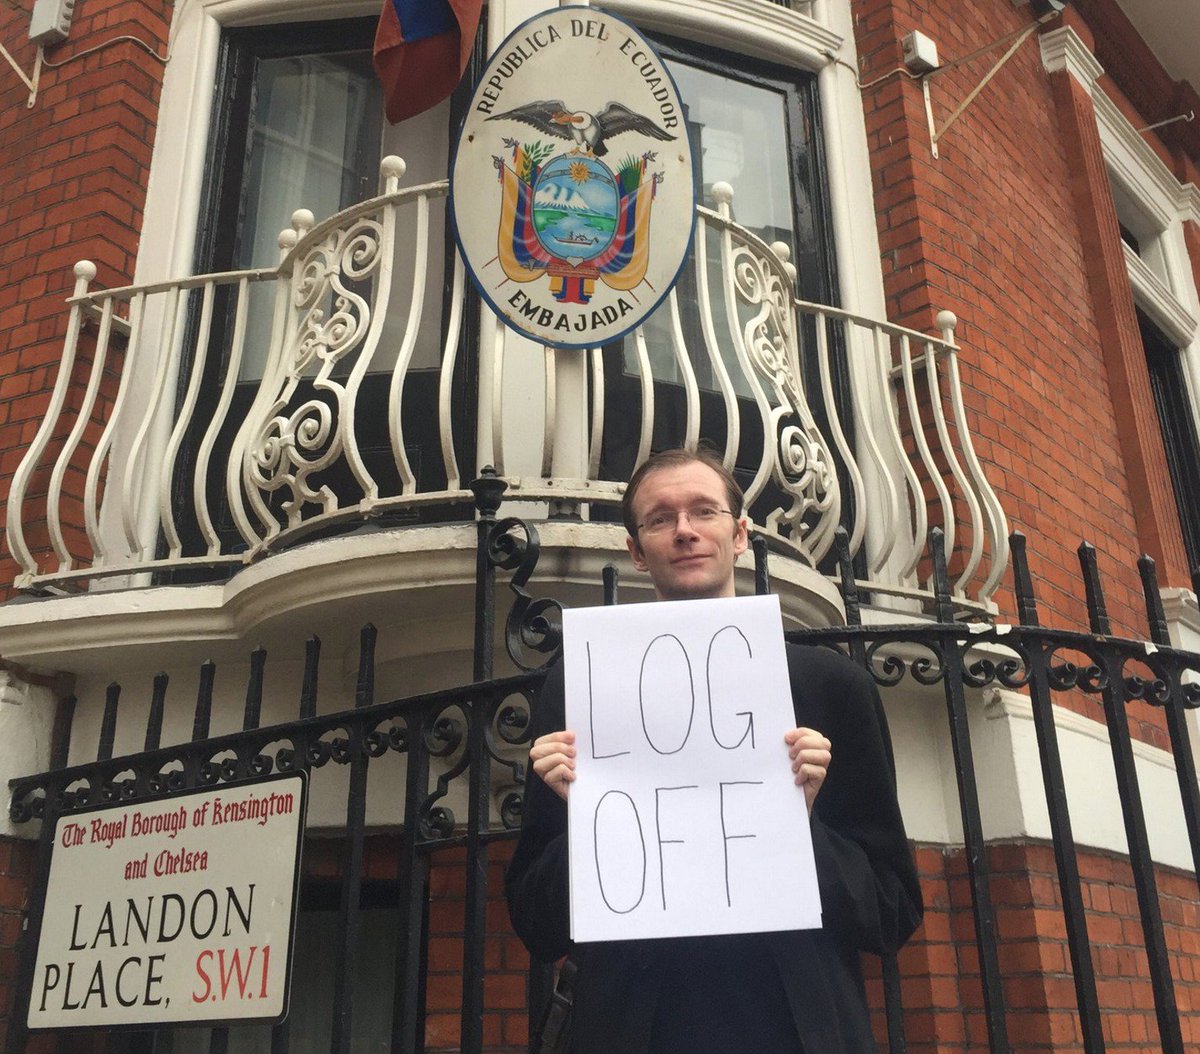 REPUBLICA DEL ECUADOR
EMBAJADA
LOG
OFF
The Royal Borough of Kensington
and Chelsea
LANDON
PLACE, S.W.1